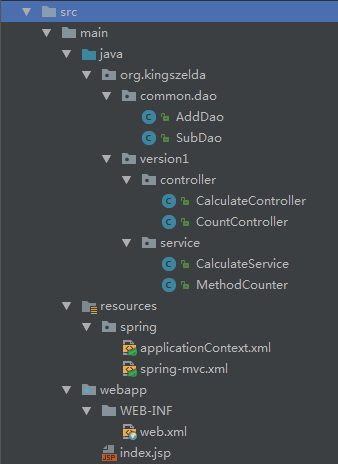 src
main
java
org.kingszelda
common.dao
AddDao
SubDao
version1
controller
CalculateController
CountController
service
CalculateService
MethodCounter
resources
spring
applicationContext.xml
spring-mvc.xml
webapp
WEB-INF
web.xml
index.jsp